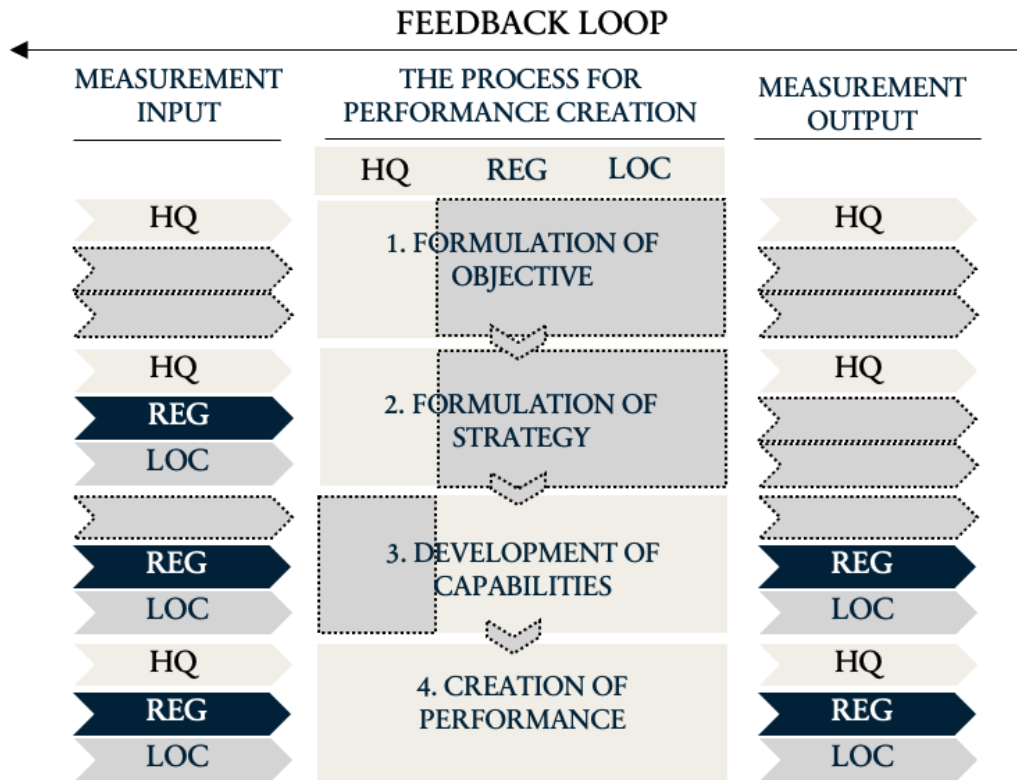 FEEDBACK LOOP
MEASUREMENT
INPUT
THE PROCESS FOR
PERFORMANCE CREATION
MEASUREMENT
OUTPUT
HQ REG LOC
HQ
1. FORMULATION OF
OBJECTIVE
HQ
HQ
REG
LOC
2. FORMULATION OF
STRATEGY
HQ
REG
LOC
3. DEVELOPMENT OF
CAPABILITIES
REG
LOC
HQ
REG
LOC
4. CREATION OF
PERFORMANCE
HQ
REG
LOC